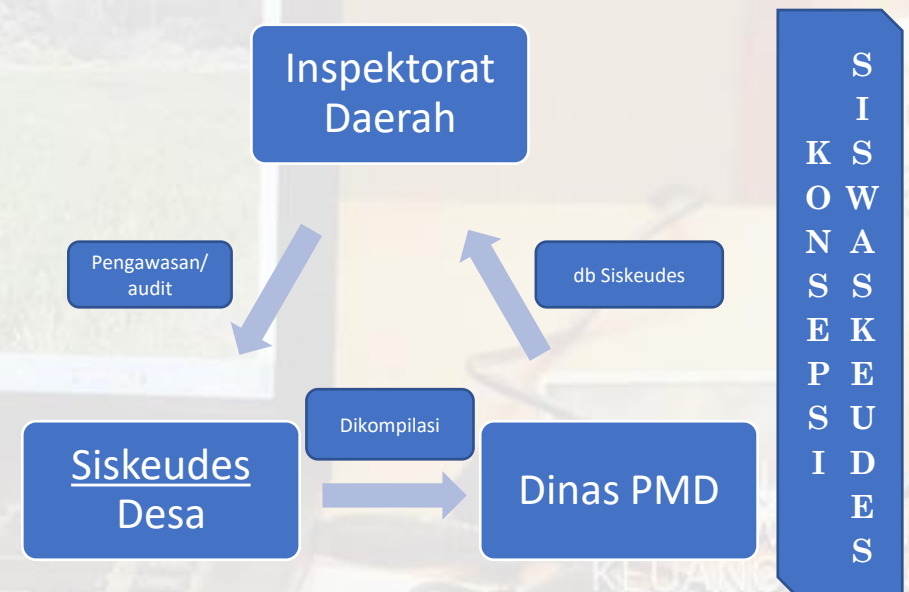 Inspektorat
Daerah
Pengawasan/
audit
db Siskeudes
Dikompilasi
Siskeudes
Desa
Dinas PMD
KONSEPSI
SISWASKEUDES